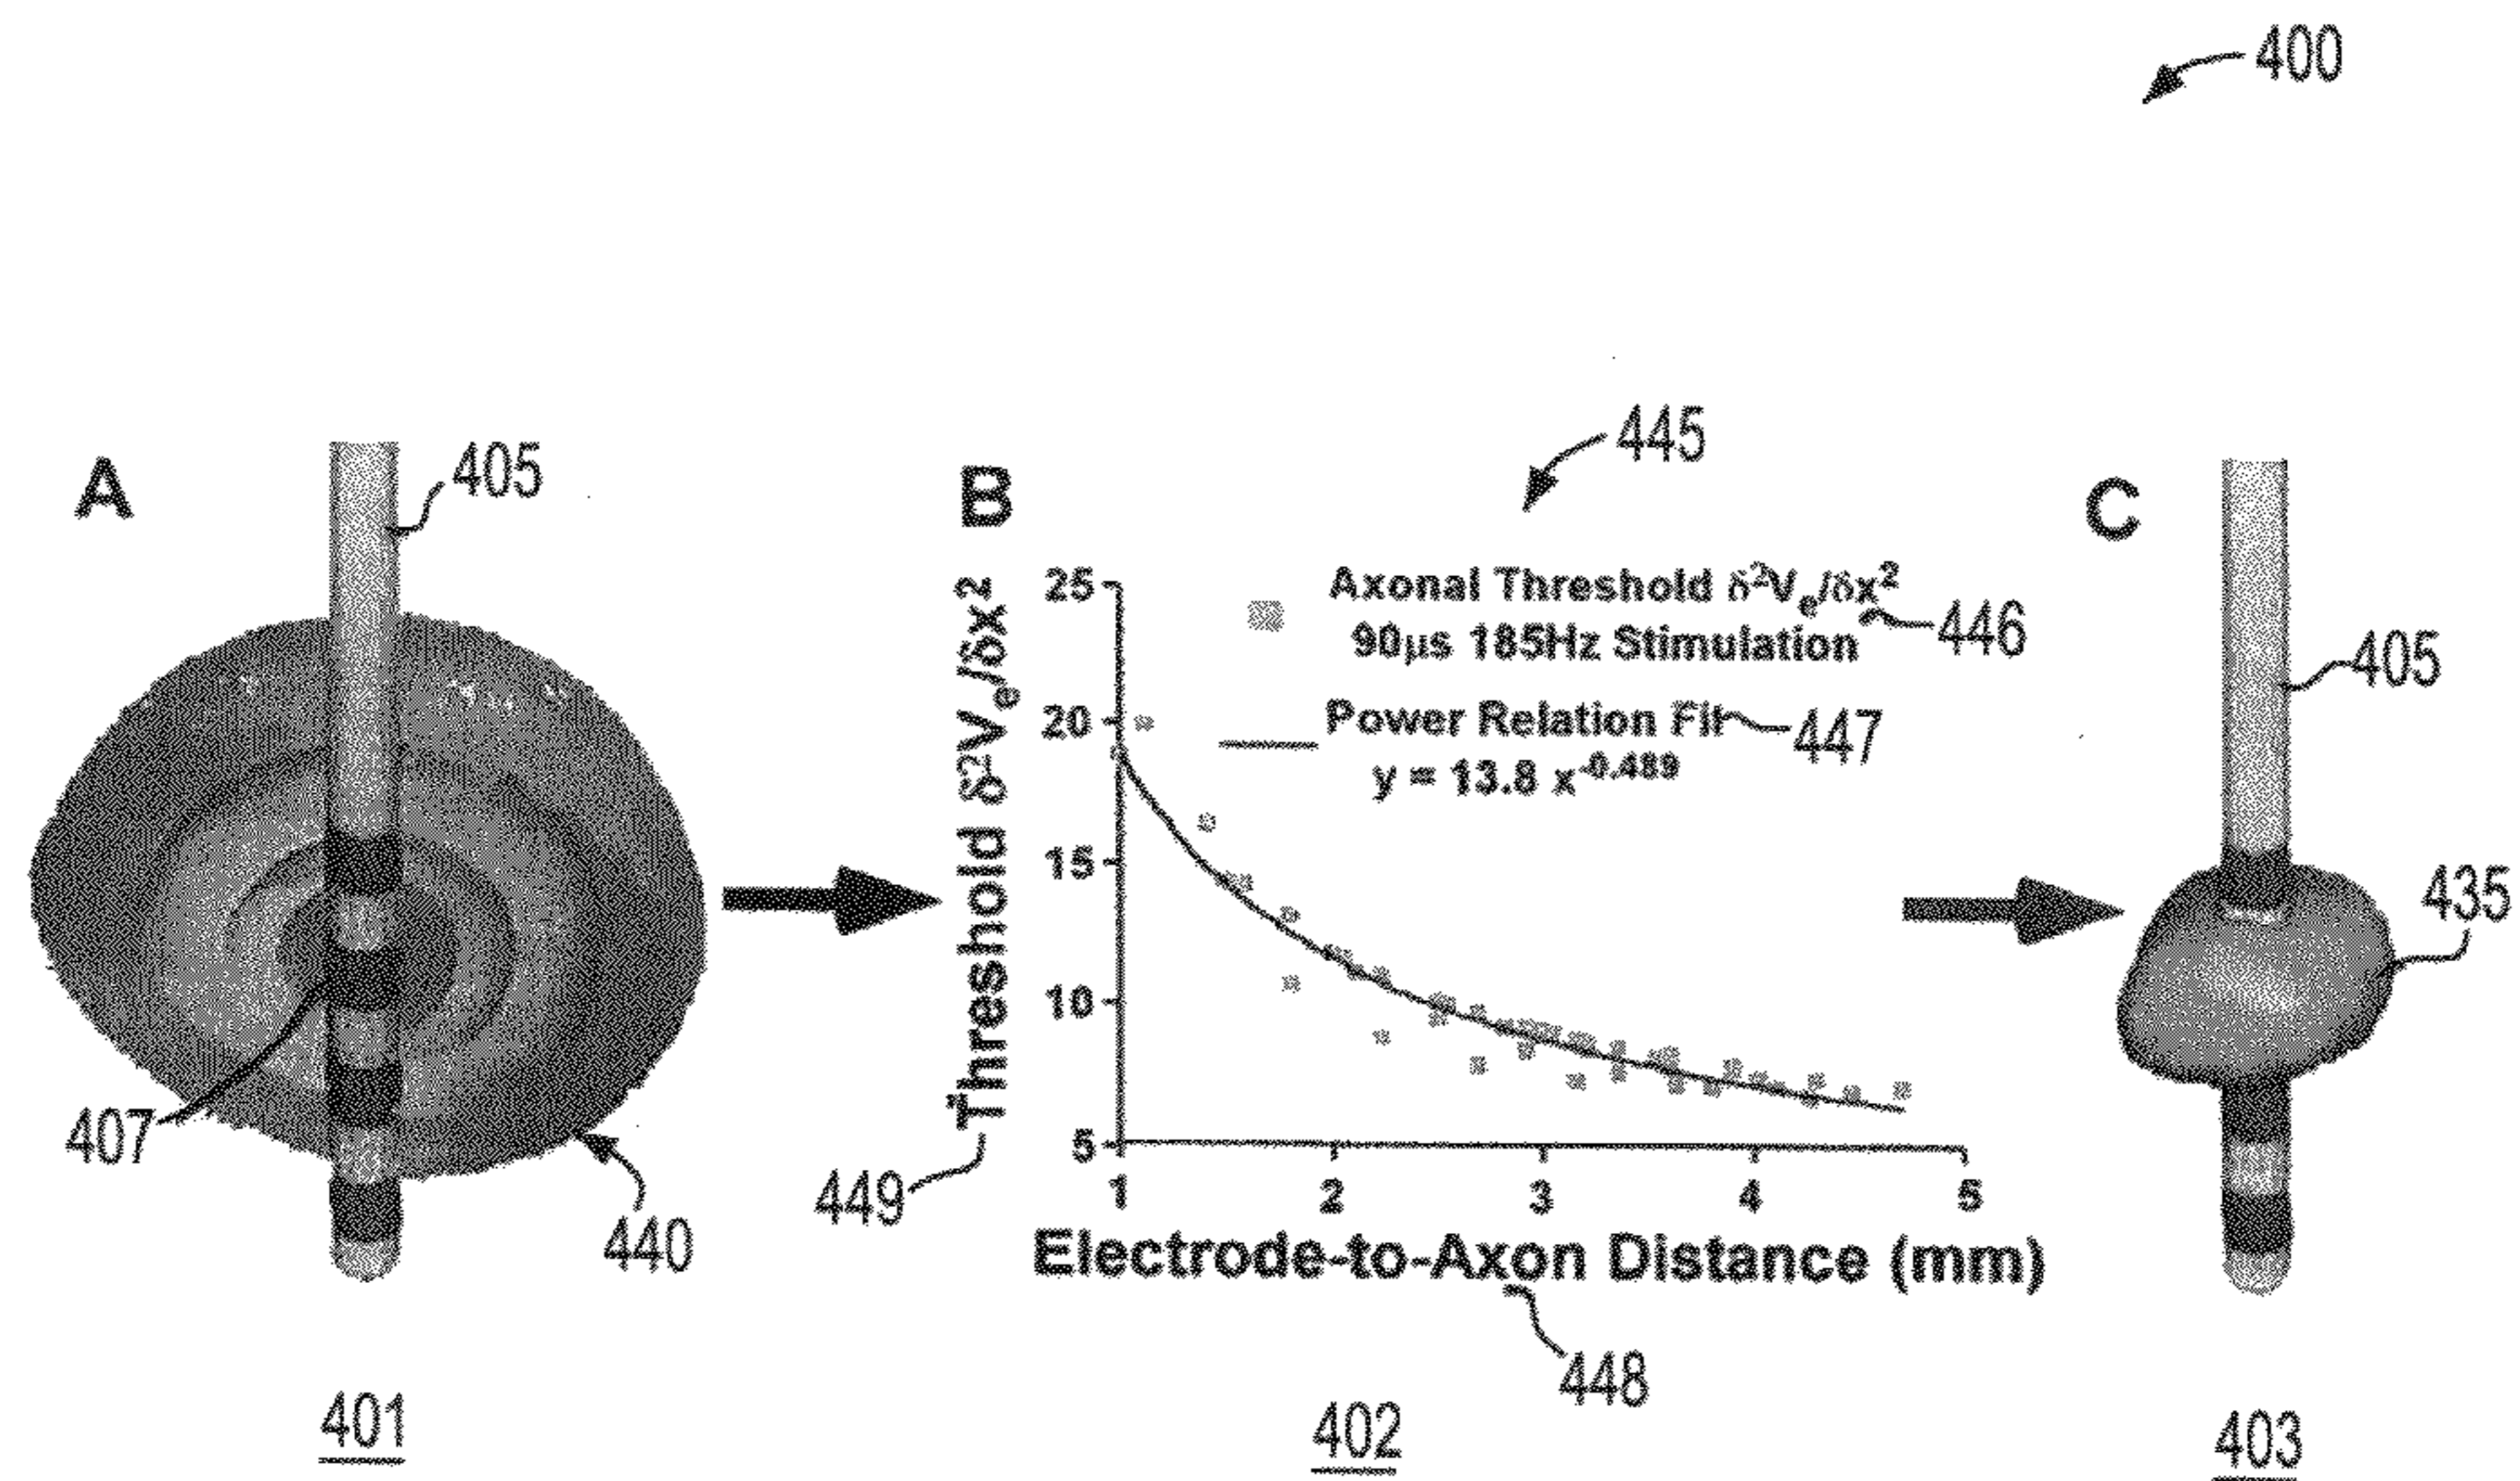 400
A
405
407
440
401
B
445
Threshold δ²Vₑ/δx²
449
25
20
15
10
5
Axonal Threshold δ²Vₑ/δx²
90μs 185Hz Stimulation
446
Power Relation Fit
447
y = 13.8 x⁻⁰·⁴⁸⁹
1 2 3 4 5
Electrode-to-Axon Distance (mm)
448
402
C
405
435
403